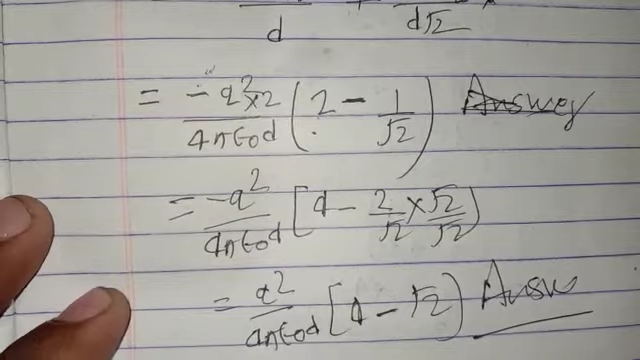 d d√2
= -q²×2/4πε₀d (2 - 1/√2) Answer
= -q²/4πε₀d [4 - 2/√2 × √2/√2)
= q²/4πε₀d [4 - √2) Answ